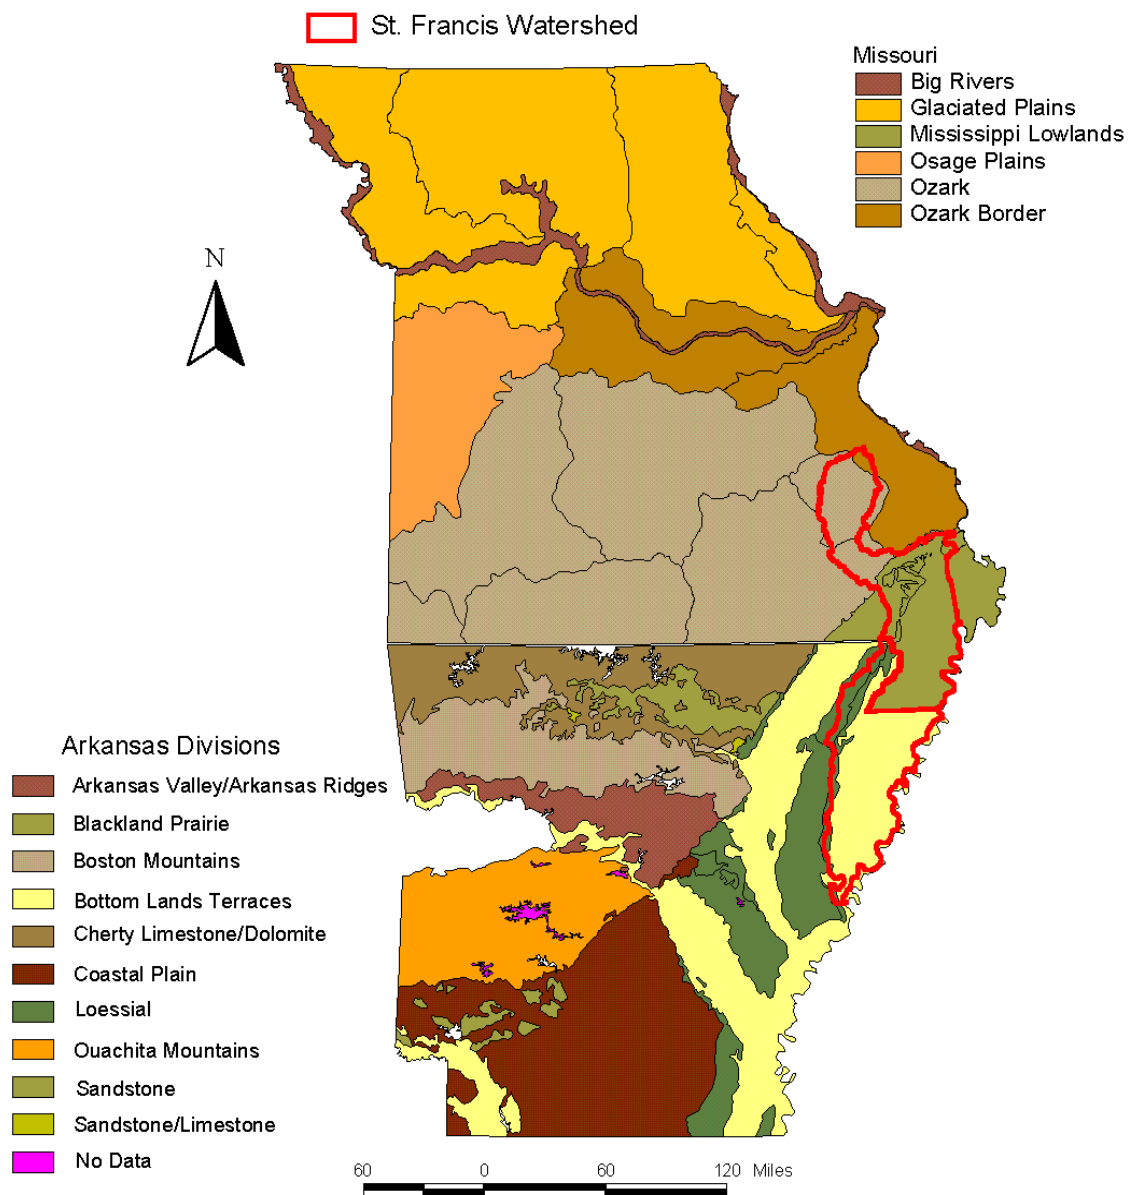 St. Francis Watershed
Missouri
Big Rivers
Glaciated Plains
Mississippi Lowlands
Osage Plains
Ozark
Ozark Border
N
Arkansas Divisions
Arkansas Valley/Arkansas Ridges
Blackland Prairie
Boston Mountains
Bottom Lands Terraces
Cherty Limestone/Dolomite
Coastal Plain
Loessial
Ouachita Mountains
Sandstone
Sandstone/Limestone
No Data
60 0 60 120 Miles